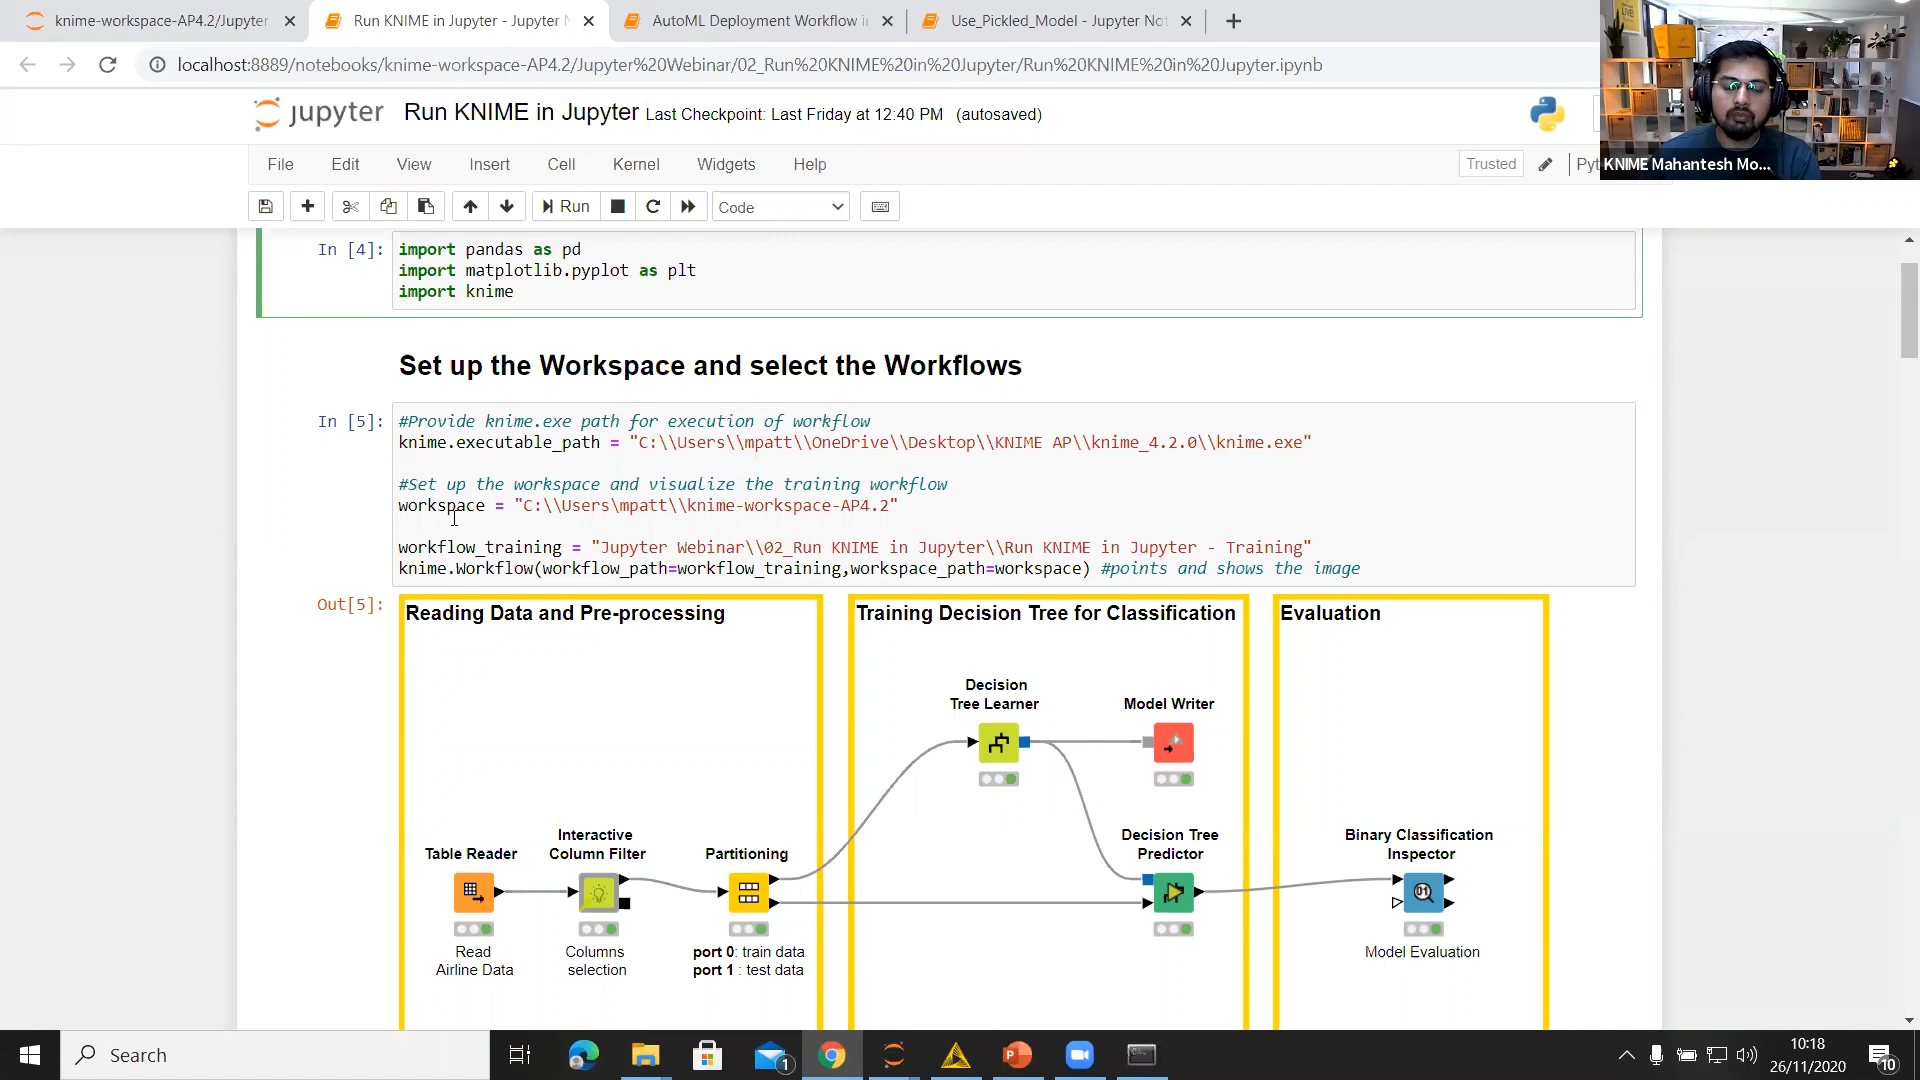 knime-workspace-AP4.2/Jupyter
Run KNIME in Jupyter - Jupyter N
AutoML Deployment Workflow in
Use_Pickled_Model - Jupyter Not
localhost:8889/notebooks/knime-workspace-AP4.2/Jupyter%20Webinar/02_Run%20KNIME%20in%20Jupyter/Run%20KNIME%20in%20Jupyter.ipynb
LIVE!
KNIME Mahantesh Mo...
jupyter Run KNIME in Jupyter Last Checkpoint: Last Friday at 12:40 PM (autosaved)
File Edit View Insert Cell Kernel Widgets Help Trusted Pyt
Run Code
In [4]: import pandas as pd
import matplotlib.pyplot as plt
import knime
Set up the Workspace and select the Workflows
In [5]: #Provide knime.exe path for execution of workflow
knime.executable_path = "C:\\Users\\mpatt\\OneDrive\\Desktop\\KNIME AP\\knime_4.2.0\\knime.exe"
#Set up the workspace and visualize the training workflow
workspace = "C:\\Users\mpatt\\knime-workspace-AP4.2"
workflow_training = "Jupyter Webinar\\02_Run KNIME in Jupyter\\Run KNIME in Jupyter - Training"
knime.Workflow(workflow_path=workflow_training,workspace_path=workspace) #points and shows the image
Out[5]:
Reading Data and Pre-processing
Training Decision Tree for Classification
Evaluation
Decision
Tree Learner
Model Writer
Table Reader
Interactive
Column Filter
Partitioning
Decision Tree
Predictor
Binary Classification
Inspector
01
Read
Airline Data
Columns
selection
port 0: train data
port 1 : test data
Model Evaluation
Search
1
10:18
26/11/2020
10